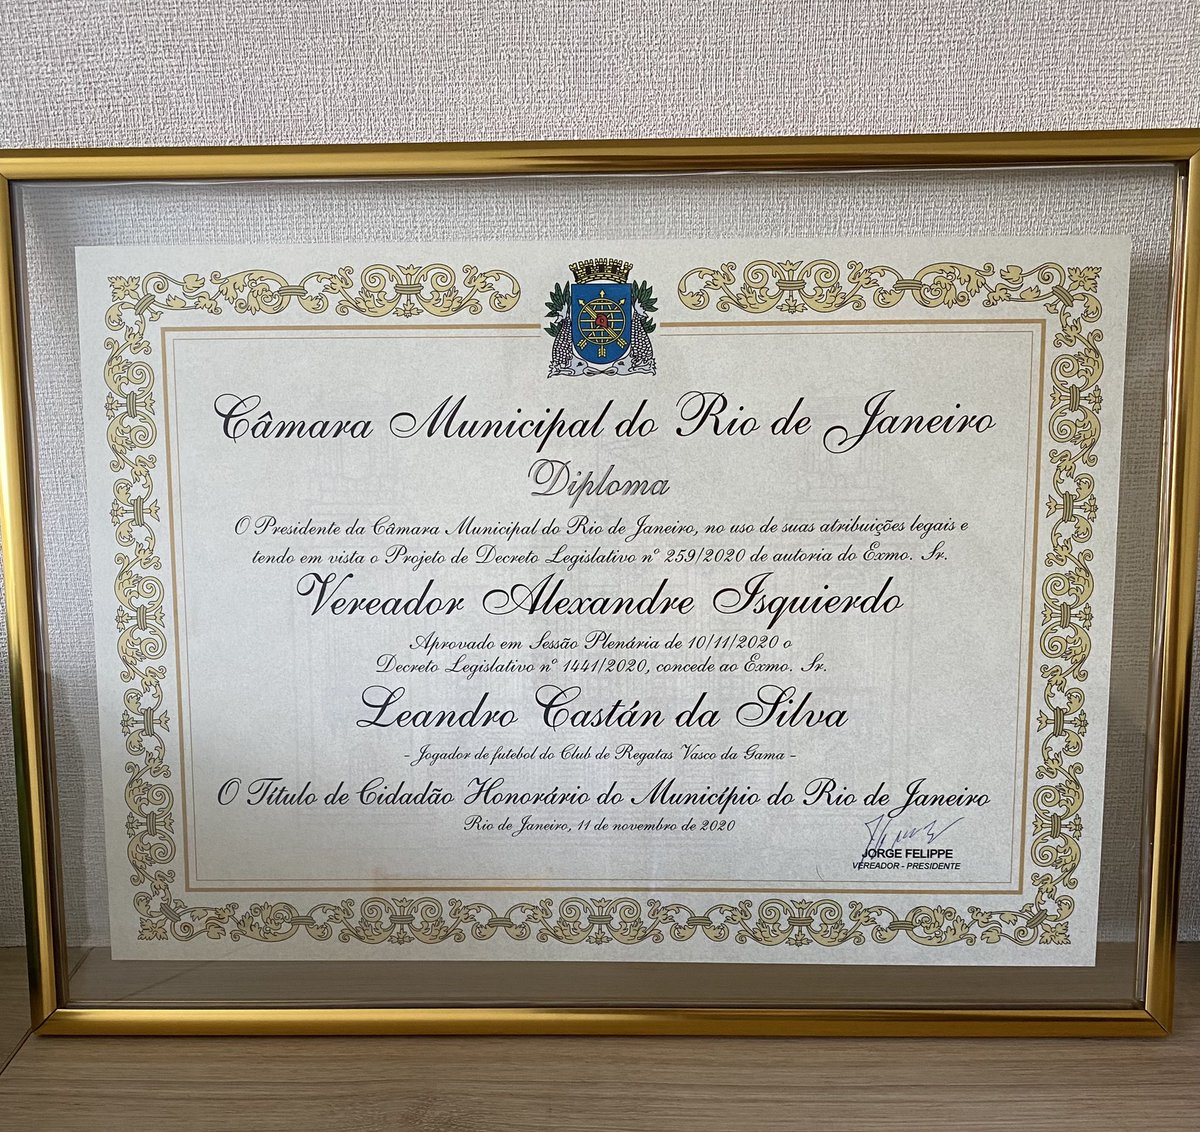 Câmara Municipal do Rio de Janeiro
Diploma
O Presidente da Câmara Municipal do Rio de Janeiro, no uso de suas atribuições legais e
tendo em vista o Projeto de Decreto Legislativo nº 259/2020 de autoria do Exmo. Sr.
Vereador Alexandre Isquierdo
Aprovado em Sessão Plenária de 10/11/2020 o
Decreto Legislativo nº 1441/2020, concede ao Exmo. Sr.
Leandro Castán da Silva
- Jogador de futebol do Club de Regatas Vasco da Gama -
O Título de Cidadão Honorário do Município do Rio de Janeiro
Rio de Janeiro, 11 de novembro de 2020
JORGE FELIPPE
VEREADOR - PRESIDENTE